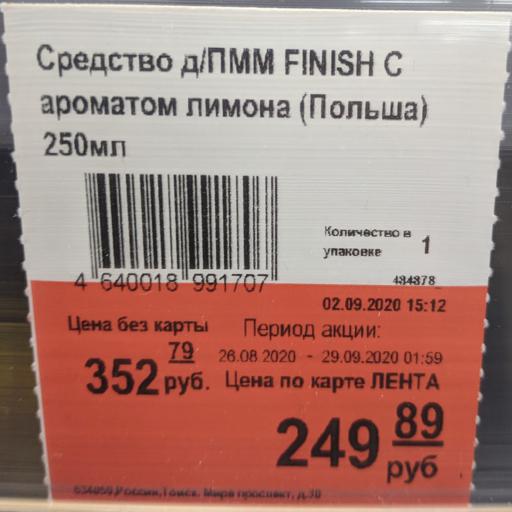 Средство д/ПММ FINISH С
ароматом лимона (Польша)
250мл
Количество в
упаковке 1
4 640018 991707
484878
02.09.2020 15:12
Цена без карты
Период акции:
352 79 руб.
26.08.2020 - 29.09.2020 01:59
Цена по карте ЛЕНТА
249 89 руб
634059,Россия,Томск, Мира проспект, д.30